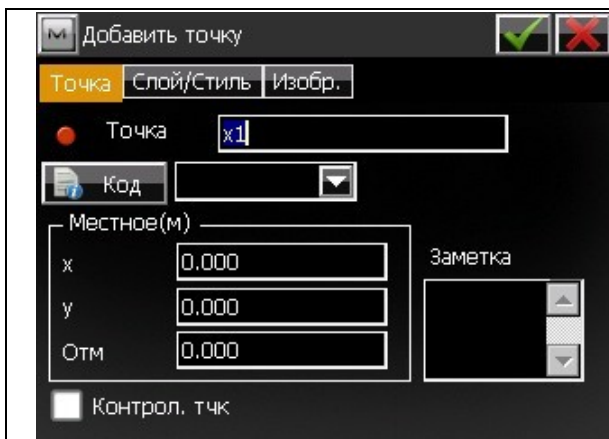 Добавить точку
Точка Слой/Стиль Изобр.
Точка x1
Код
Местное(м)
x 0.000
y 0.000
Отм 0.000
Заметка
Контрол. тчк